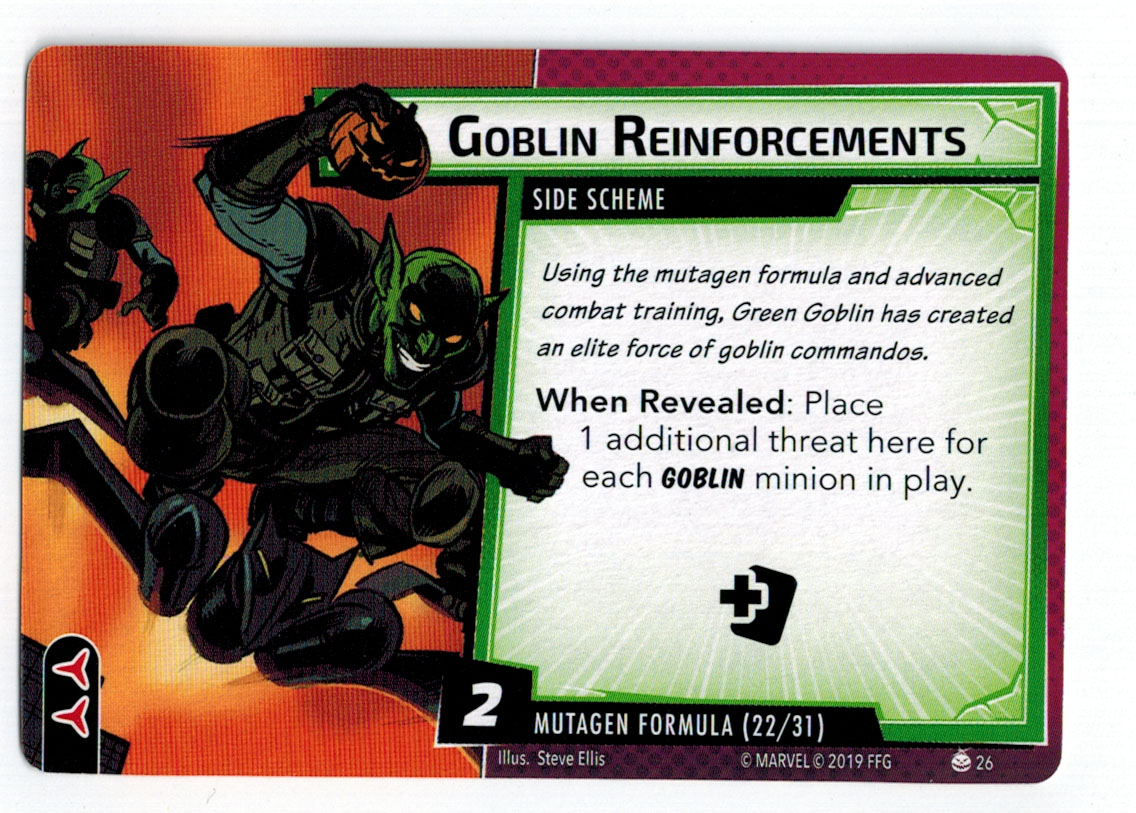 GOBLIN REINFORCEMENTS
SIDE SCHEME
Using the mutagen formula and advanced
combat training, Green Goblin has created
an elite force of goblin commandos.
When Revealed: Place
1 additional threat here for
each GOBLIN minion in play.
2
MUTAGEN FORMULA (22/31)
Illus. Steve Ellis
© MARVEL © 2019 FFG
26